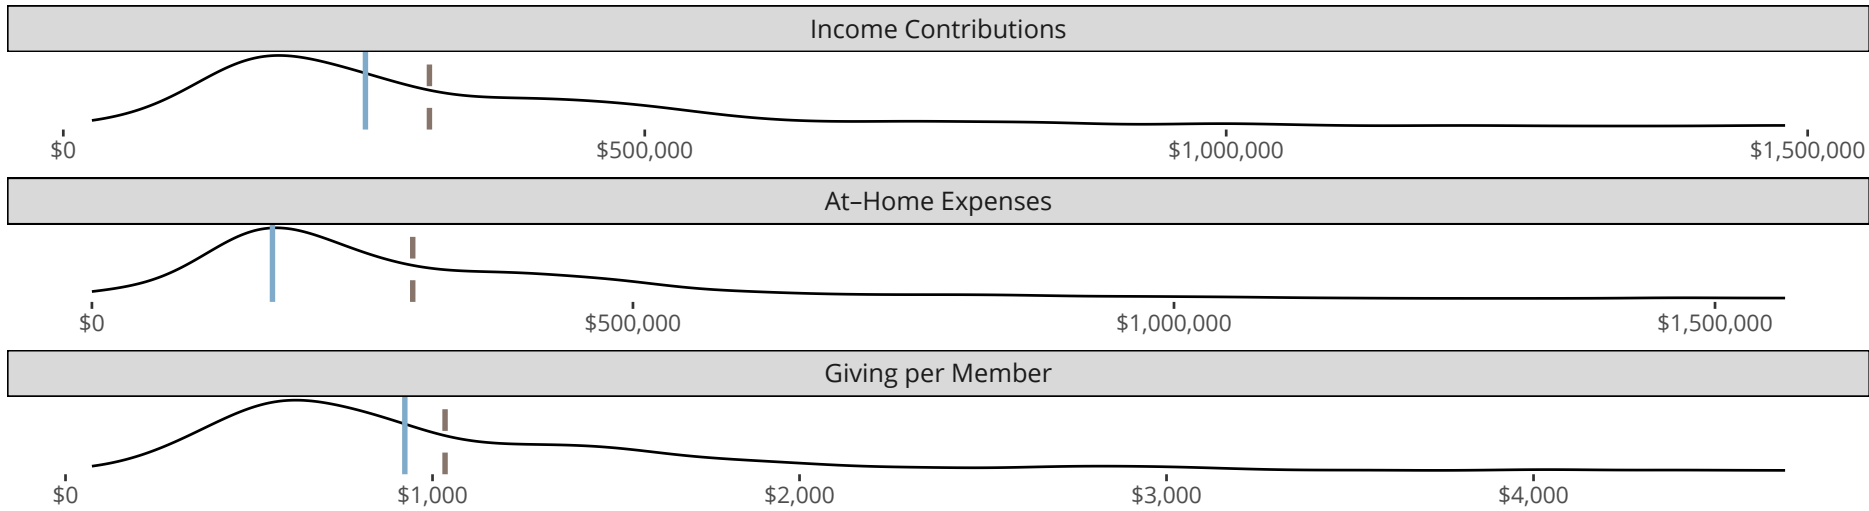 Income Contributions
$0 $500,000 $1,000,000 $1,500,000
At–Home Expenses
$0 $500,000 $1,000,000 $1,500,000
Giving per Member
$0 $1,000 $2,000 $3,000 $4,000